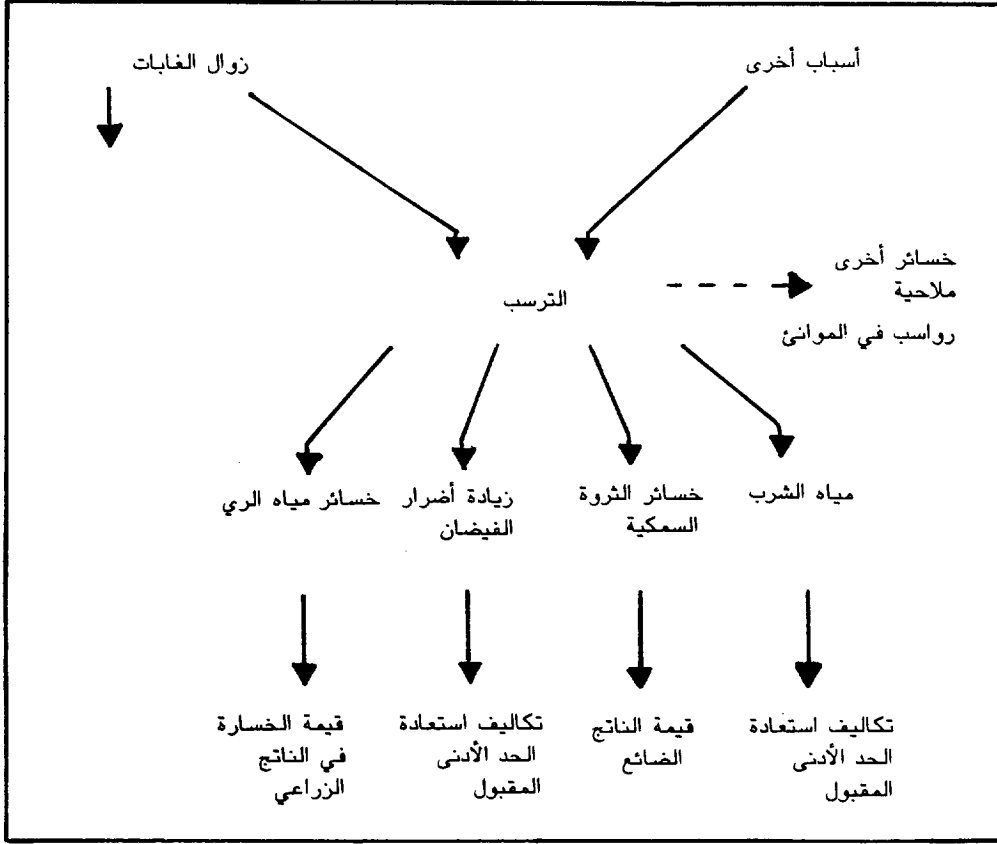 أسباب أخرى
زوال الغابات
خسائر أخرى
ملاحية
رواسب في الموانئ
الترسب
مياه الشرب
خسائر الثروة
السمكية
زيادة أضرار
الفيضان
خسائر مياه الري
تكاليف استعادة
الحد الأدنى
المقبول
قيمة الناتج
الضائع
تكاليف استعادة
الحد الأدنى
المقبول
قيمة الخسارة
في الناتج
الزراعي